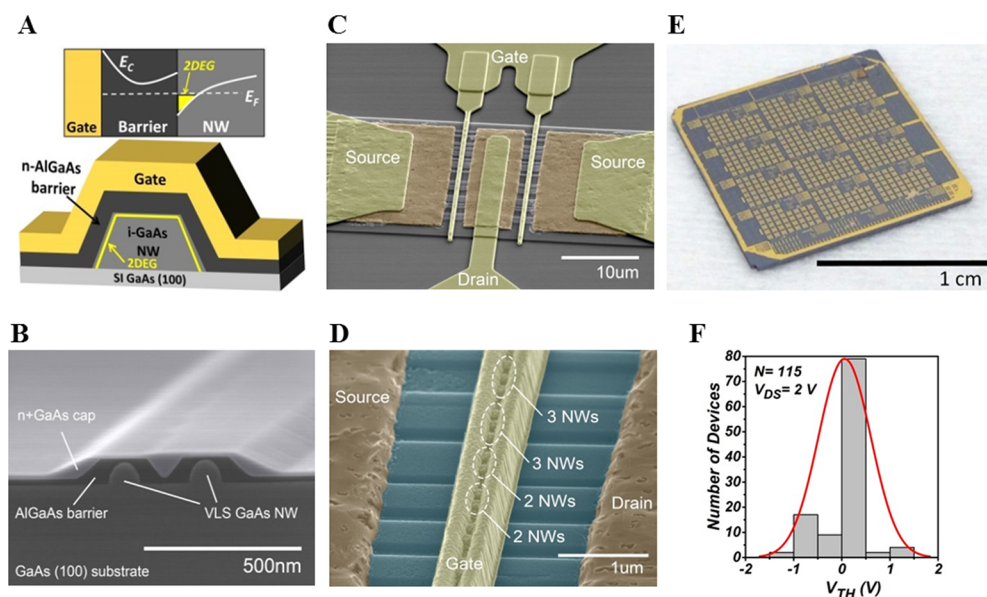 A
E_C
2DEG
E_F
Gate
Barrier
NW
n-AlGaAs
barrier
Gate
i-GaAs
NW
2DEG
SI GaAs (100)
B
n+GaAs cap
AlGaAs barrier
VLS GaAs NW
500nm
GaAs (100) substrate
C
Gate
Source
Source
Drain
10um
D
Source
3 NWs
3 NWs
2 NWs
2 NWs
Drain
Gate
1um
E
1 cm
F
N= 115
V_DS= 2 V
Number of Devices
80
70
60
50
40
30
20
10
0
-2
-1
0
1
2
V_TH (V)